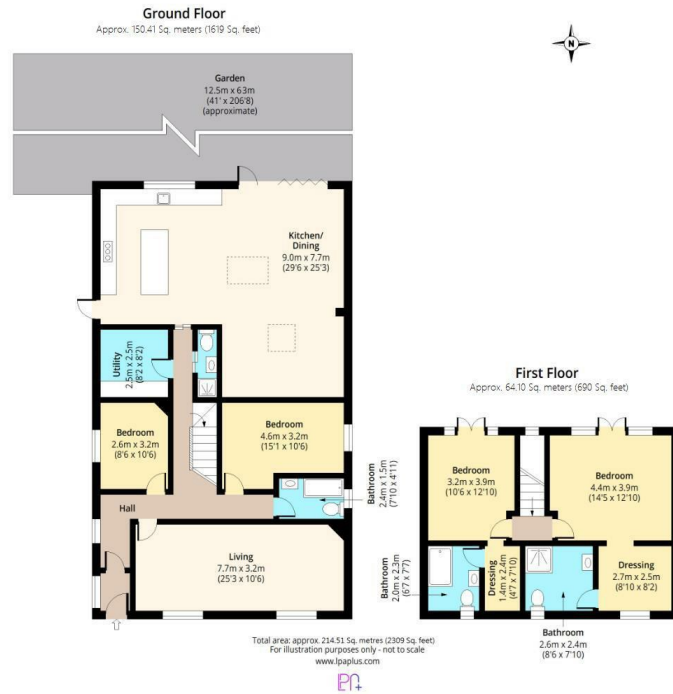 Ground Floor
Approx. 150.41 Sq. meters (1619 Sq. feet)
N
Garden
12.5m x 63m
(41' x 206'8)
(approximate)
Kitchen/
Dining
9.0m x 7.7m
(29'6 x 25'3)
Utility
2.5m x 2.5m
(8'2 x 8'2)
Bedroom
2.6m x 3.2m
(8'6 x 10'6)
Bedroom
4.6m x 3.2m
(15'1 x 10'6)
Bathroom
2.4m x 1.5m
(7'10 x 4'11)
Hall
Living
7.7m x 3.2m
(25'3 x 10'6)
First Floor
Approx. 64.10 Sq. meters (690 Sq. feet)
Bedroom
3.2m x 3.9m
(10'6 x 12'10)
Bedroom
4.4m x 3.9m
(14'5 x 12'10)
Bathroom
2.0m x 2.3m
(6'7 x 7'7)
Dressing
1.4m x 2.4m
(4'7 x 7'10)
Dressing
2.7m x 2.5m
(8'10 x 8'2)
Bathroom
2.6m x 2.4m
(8'6 x 7'10)
Total area: approx. 214.51 Sq. metres (2309 Sq. feet)
For illustration purposes only - not to scale
www.lpaplus.com